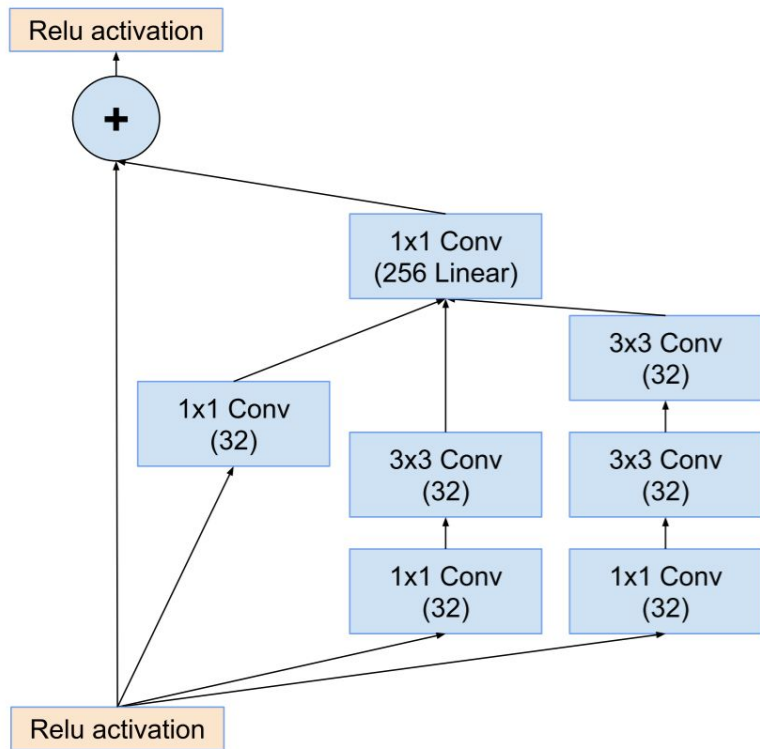 Relu activation
+
1x1 Conv
(256 Linear)
3x3 Conv
(32)
1x1 Conv
(32)
3x3 Conv
(32)
3x3 Conv
(32)
1x1 Conv
(32)
1x1 Conv
(32)
Relu activation